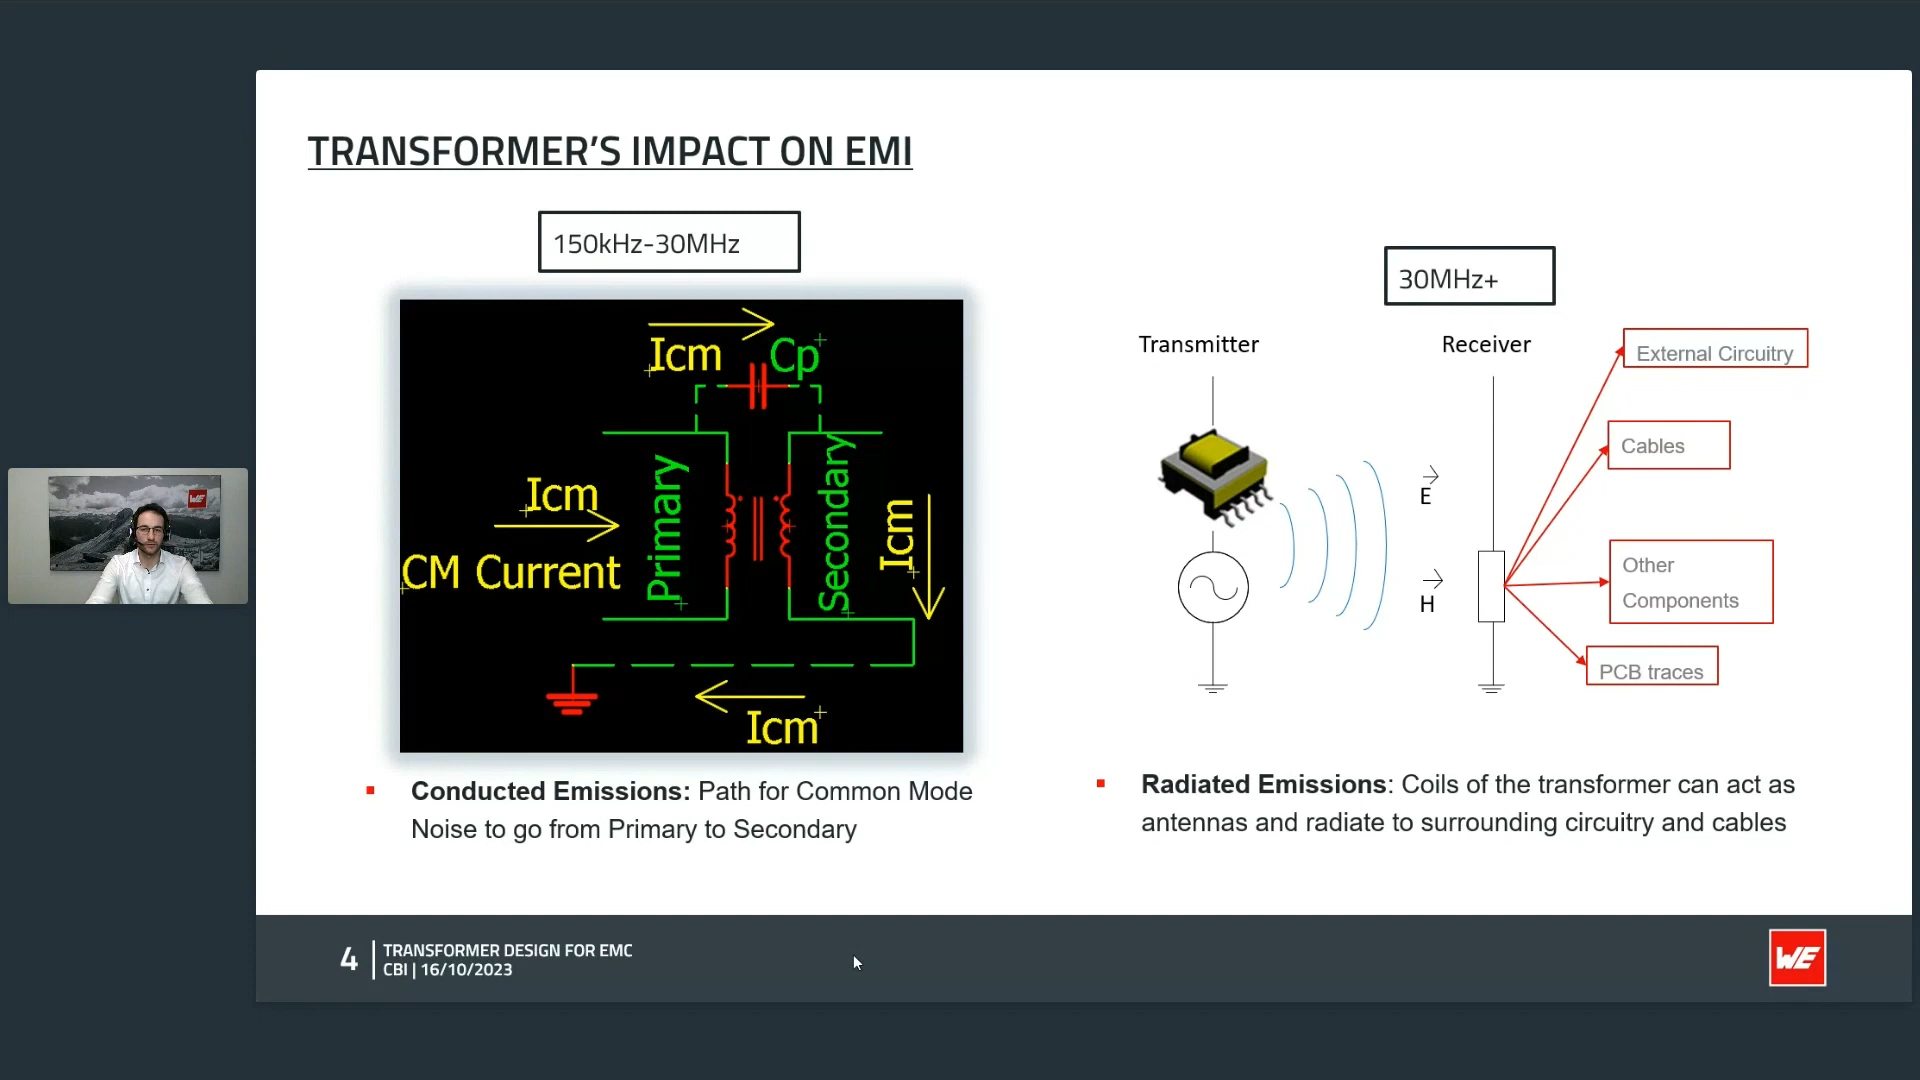 TRANSFORMER’S IMPACT ON EMI
150kHz-30MHz
Icm
Cp
Primary
Secondary
Icm
CM Current
Icm
Icm
Conducted Emissions: Path for Common Mode
Noise to go from Primary to Secondary
30MHz+
Transmitter
Receiver
External Circuitry
Cables
E
Other
Components
H
PCB traces
Radiated Emissions: Coils of the transformer can act as
antennas and radiate to surrounding circuitry and cables
4
TRANSFORMER DESIGN FOR EMC
CBI | 16/10/2023
WE
WE